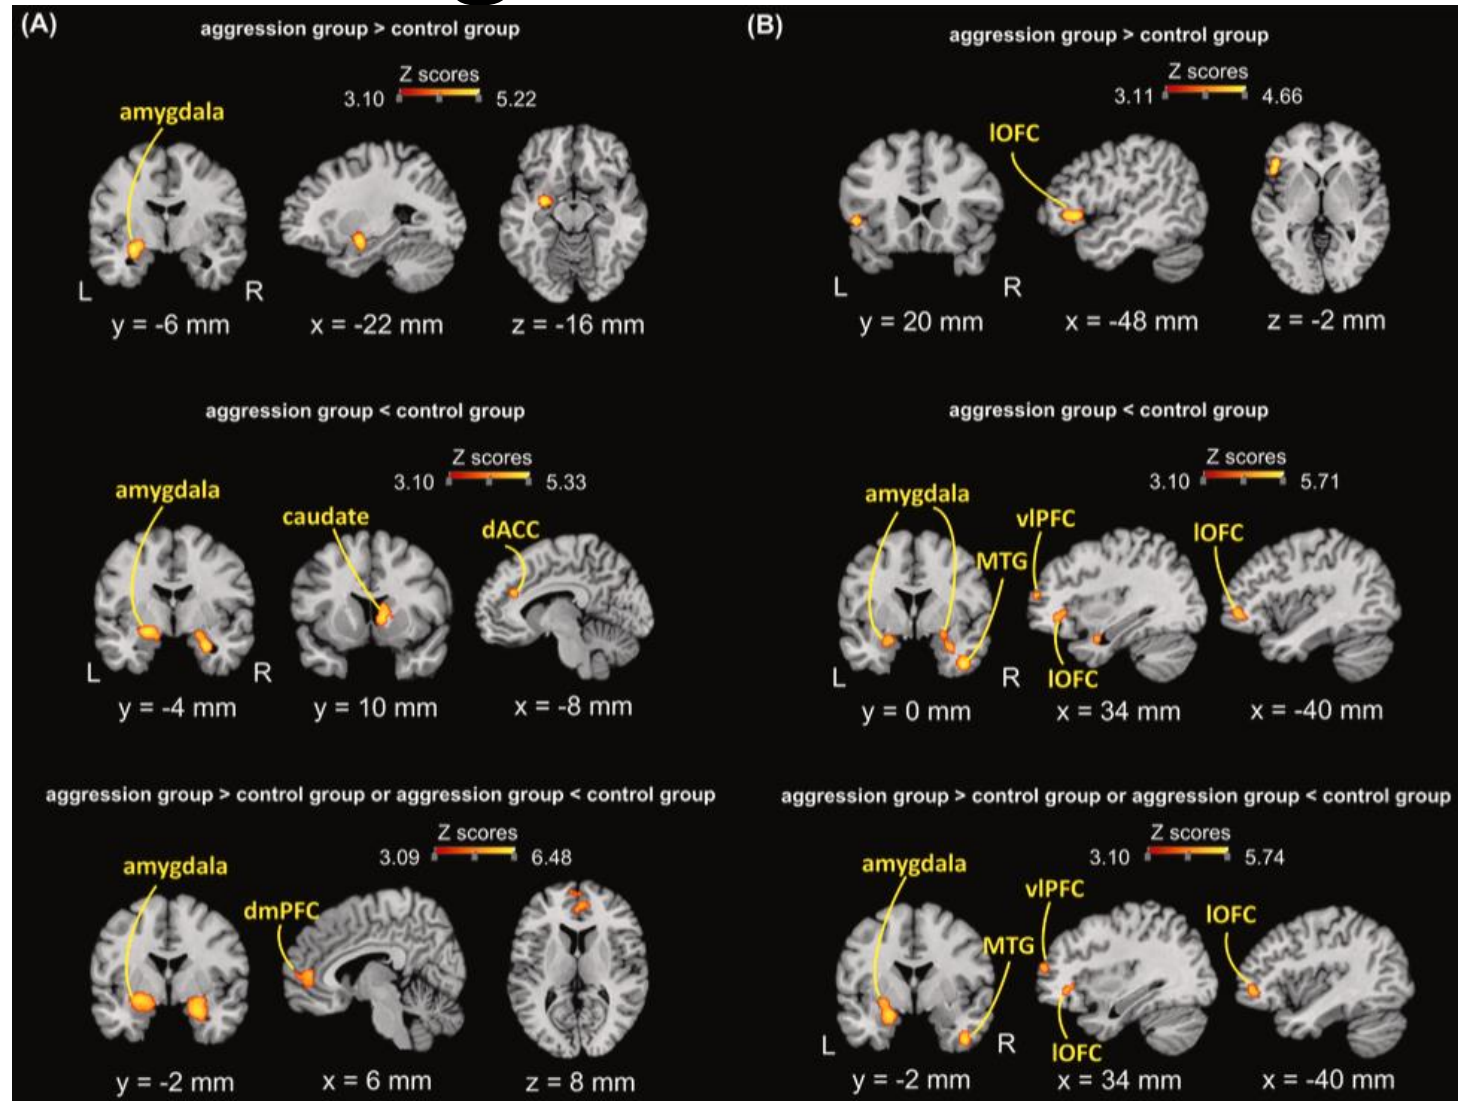 (A)
aggression group > control group
Z scores
3.10 5.22
amygdala
L R
y = -6 mm x = -22 mm z = -16 mm
aggression group < control group
Z scores
3.10 5.33
amygdala
caudate
dACC
L R
y = -4 mm y = 10 mm x = -8 mm
aggression group > control group or aggression group < control group
Z scores
3.09 6.48
amygdala
dmPFC
y = -2 mm x = 6 mm z = 8 mm
(B)
aggression group > control group
Z scores
3.11 4.66
lOFC
L R
y = 20 mm x = -48 mm z = -2 mm
aggression group < control group
Z scores
3.10 5.71
amygdala
vlPFC
lOFC
MTG
L R lOFC
y = 0 mm x = 34 mm x = -40 mm
aggression group > control group or aggression group < control group
Z scores
3.10 5.74
amygdala
vlPFC
lOFC
MTG
L R lOFC
y = -2 mm x = 34 mm x = -40 mm